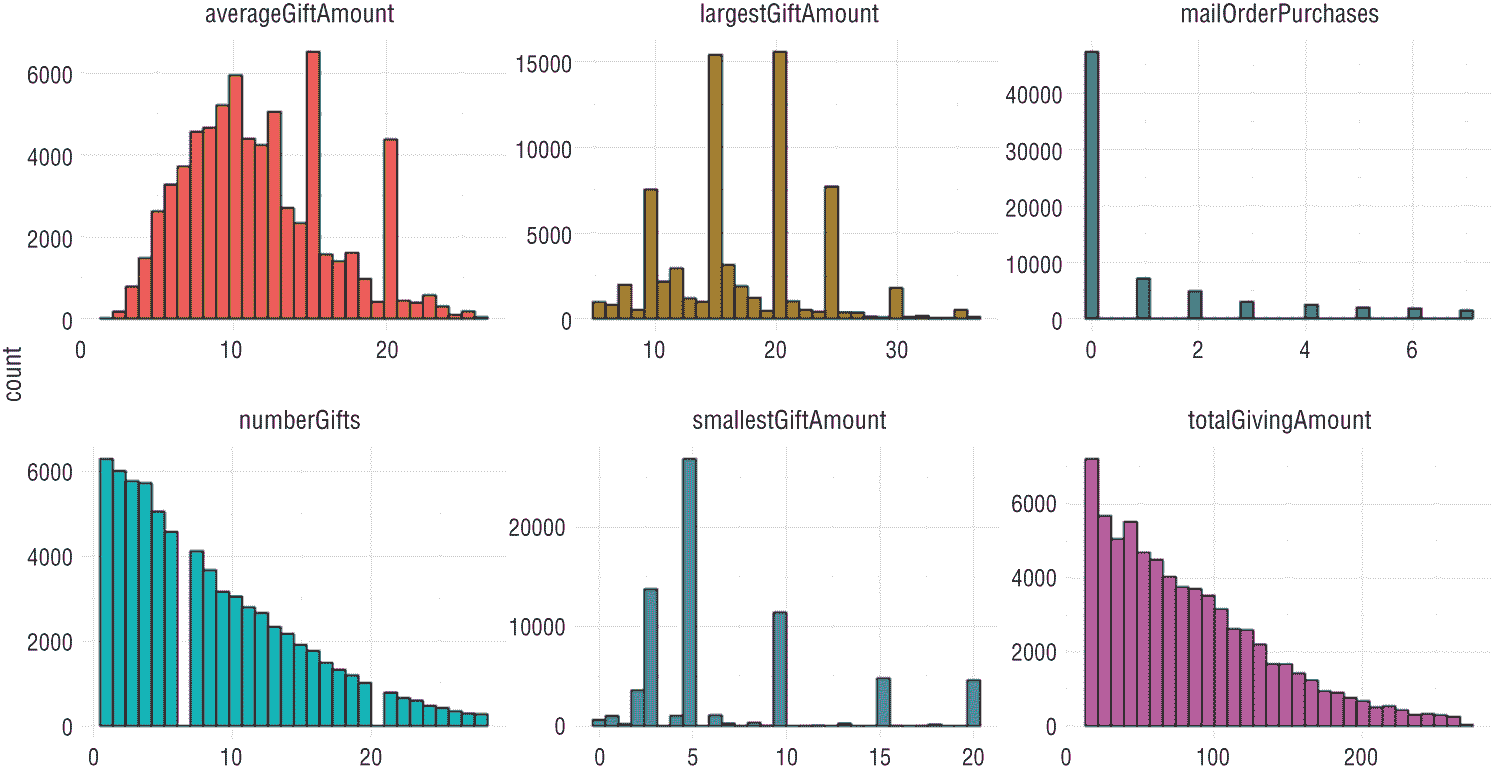 averageGiftAmount
largestGiftAmount
mailOrderPurchases
6000
4000
2000
0
0 10 20
15000
10000
5000
0
10 20 30
40000
30000
20000
10000
0
0 2 4 6
count
numberGifts
smallestGiftAmount
totalGivingAmount
6000
4000
2000
0
0 10 20
20000
10000
0
0 5 10 15 20
6000
4000
2000
0
0 100 200